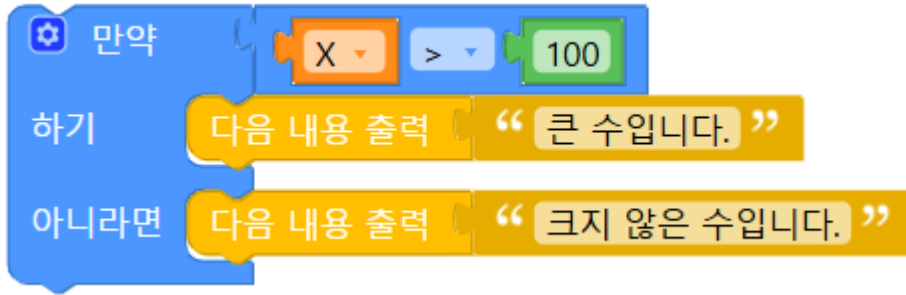 만약 X > 100
하기 다음 내용 출력 “ 큰 수입니다. ”
아니라면 다음 내용 출력 “ 크지 않은 수입니다. ”